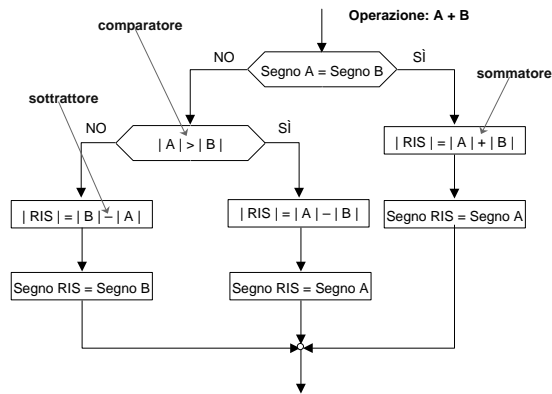 Operazione: A + B
comparatore
NO
Segno A = Segno B
SÌ
sommatore
sottrattore
NO
| A | > | B |
SÌ
| RIS | = | A | + | B |
| RIS | = | B | – | A |
| RIS | = | A | – | B |
Segno RIS = Segno A
Segno RIS = Segno B
Segno RIS = Segno A